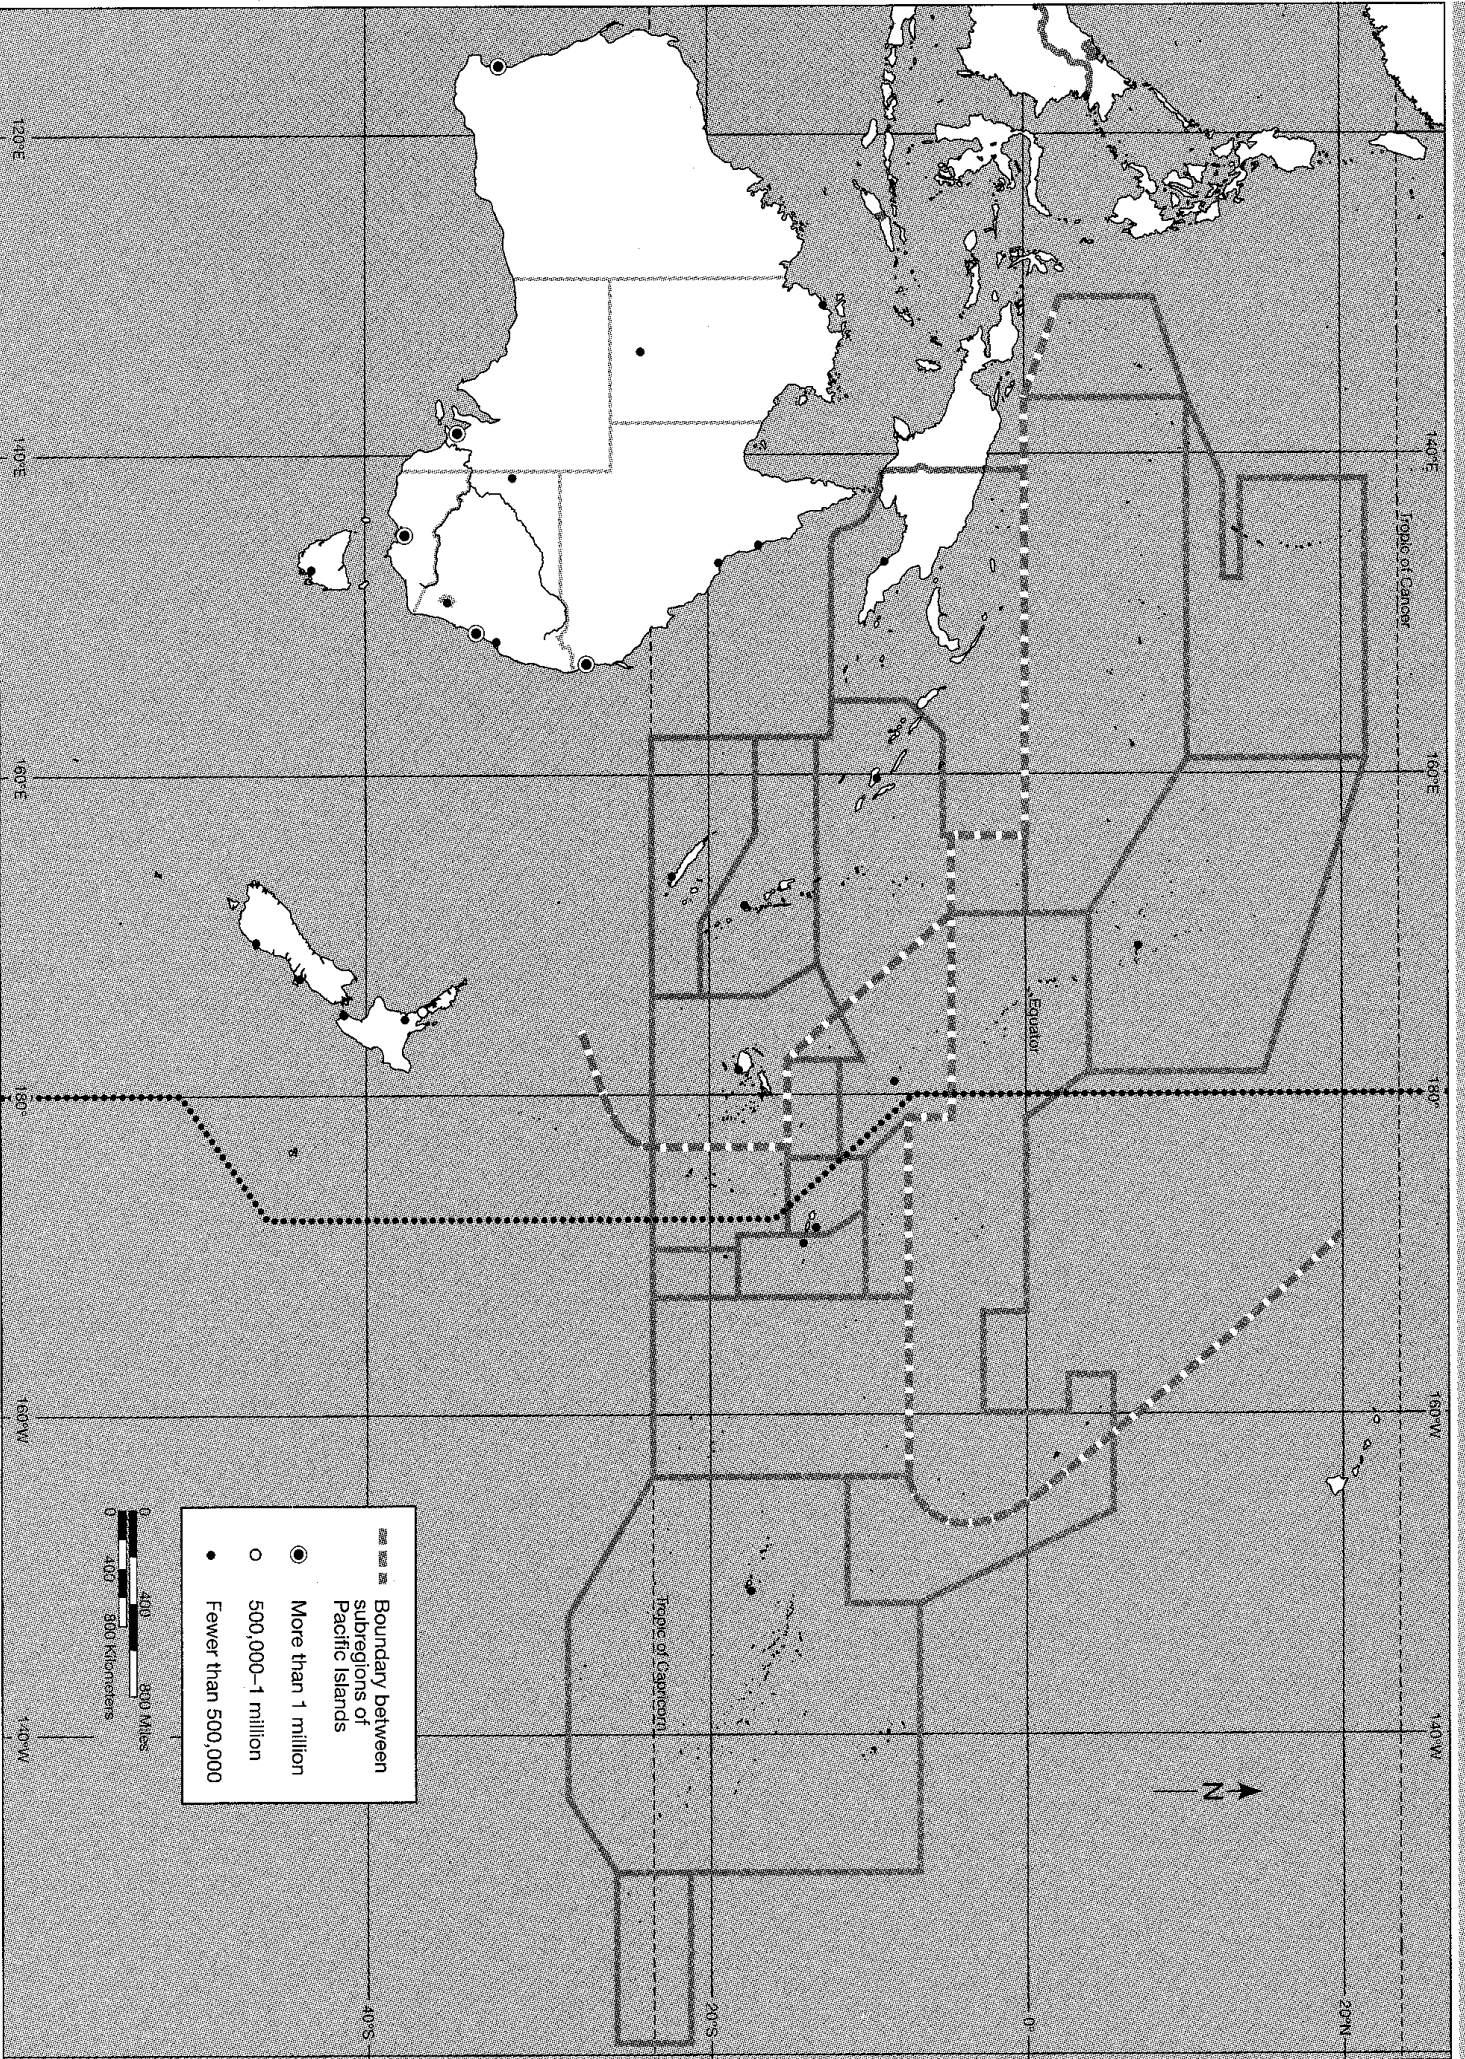 120°E
140°E
160°E
180°
160°W
140°W
Tropic of Cancer
20°N
Equator
0°
20°S
Tropic of Capricorn
40°S
140°E
160°E
180°
160°W
140°W
N
Boundary between
subregions of
Pacific Islands
More than 1 million
500,000–1 million
Fewer than 500,000
0 400 800 Miles
0 400 800 Kilometers